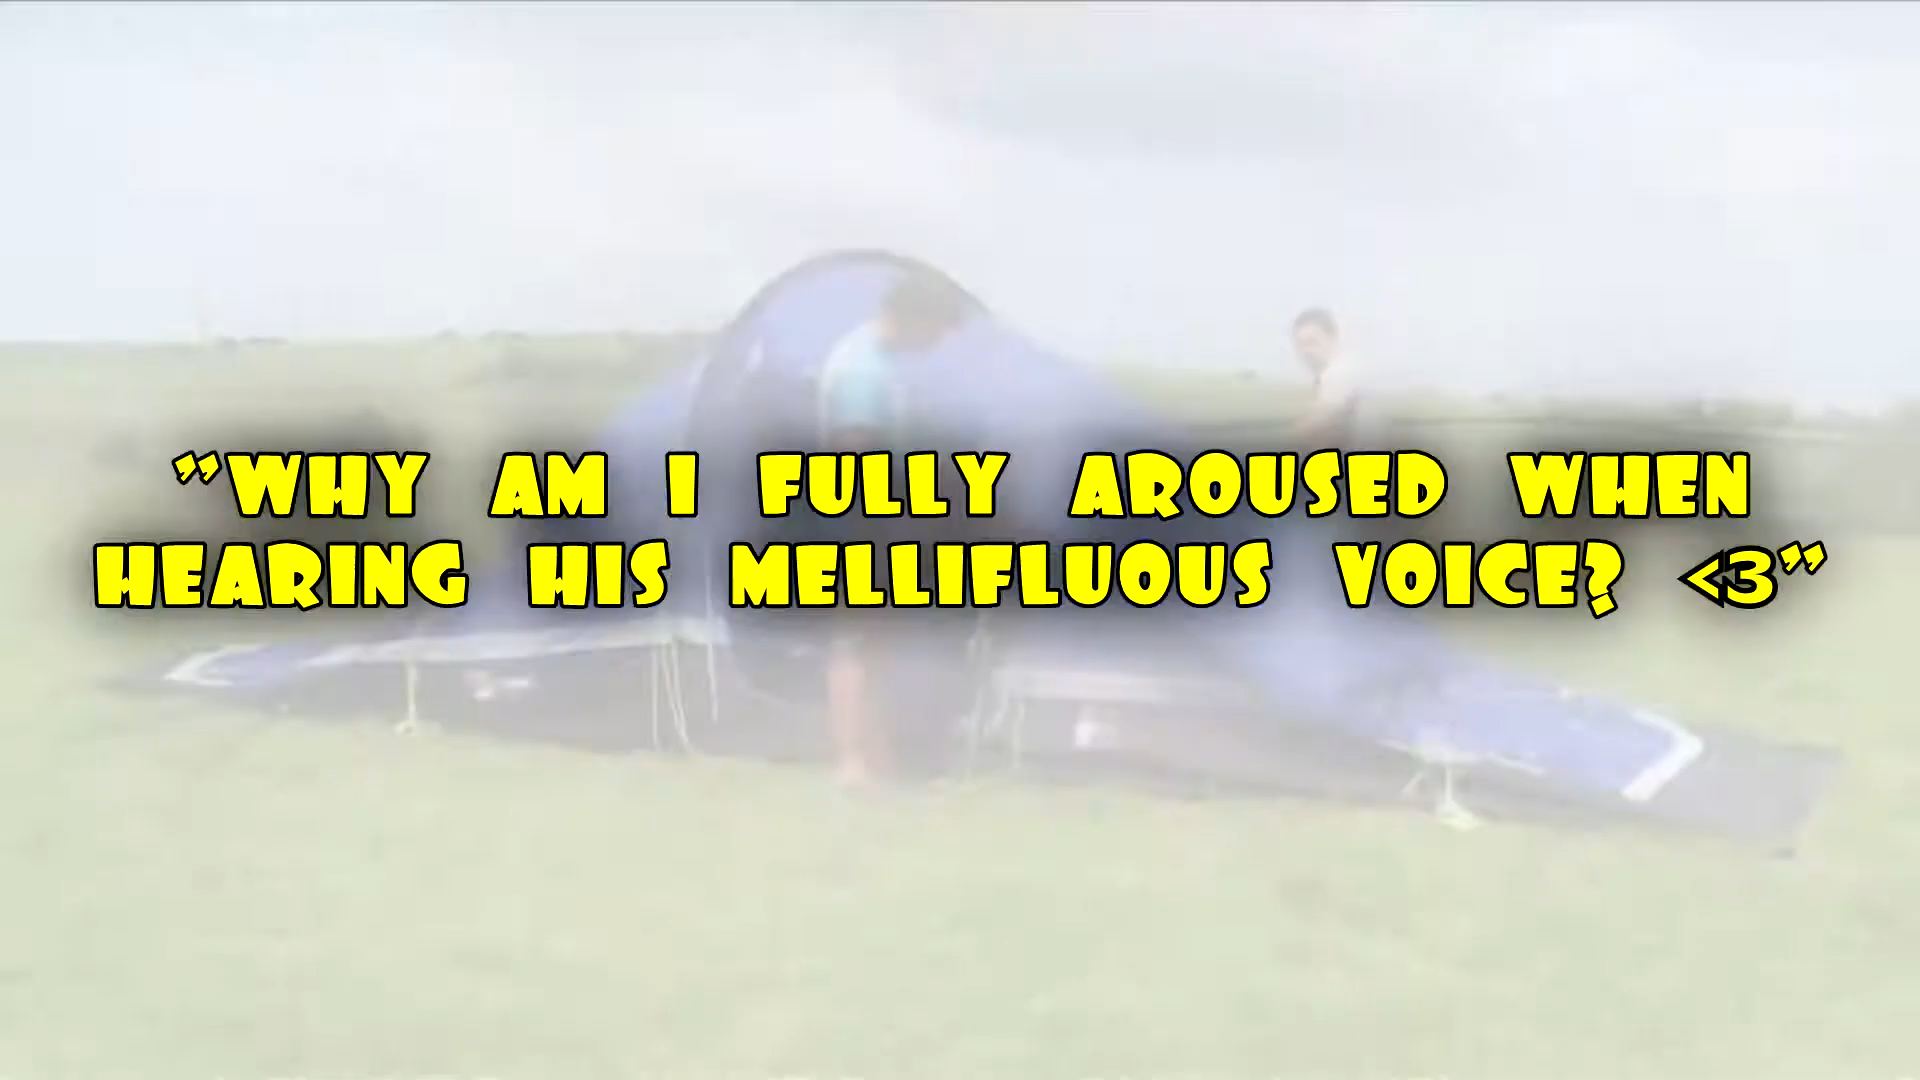 ”WHY AM I FULLY AROUSED WHEN
HEARING HIS MELLIFLUOUS VOICE? <3”